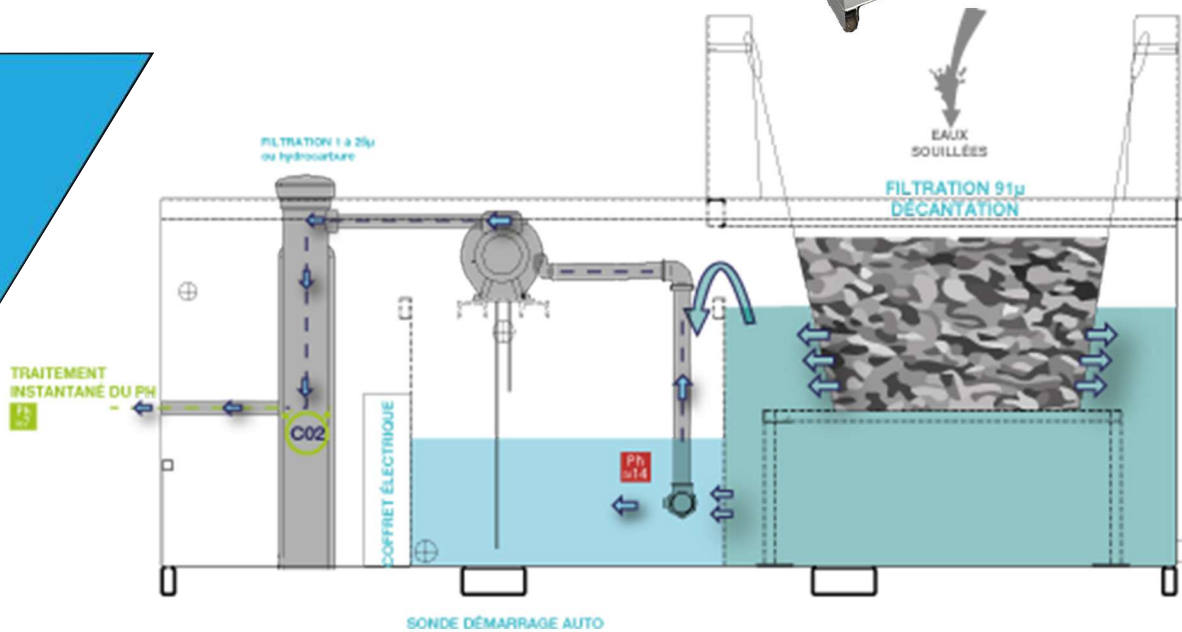 EAUX
SOUILLÉES
FILTRATION 91µ
DÉCANTATION
FILTRATION 1 à 25µ
ou hydrocarbure
TRAITEMENT
INSTANTANÉ DU PH
C02
COFFRET ÉLECTRIQUE
Ph
≈14
SONDE DÉMARRAGE AUTO